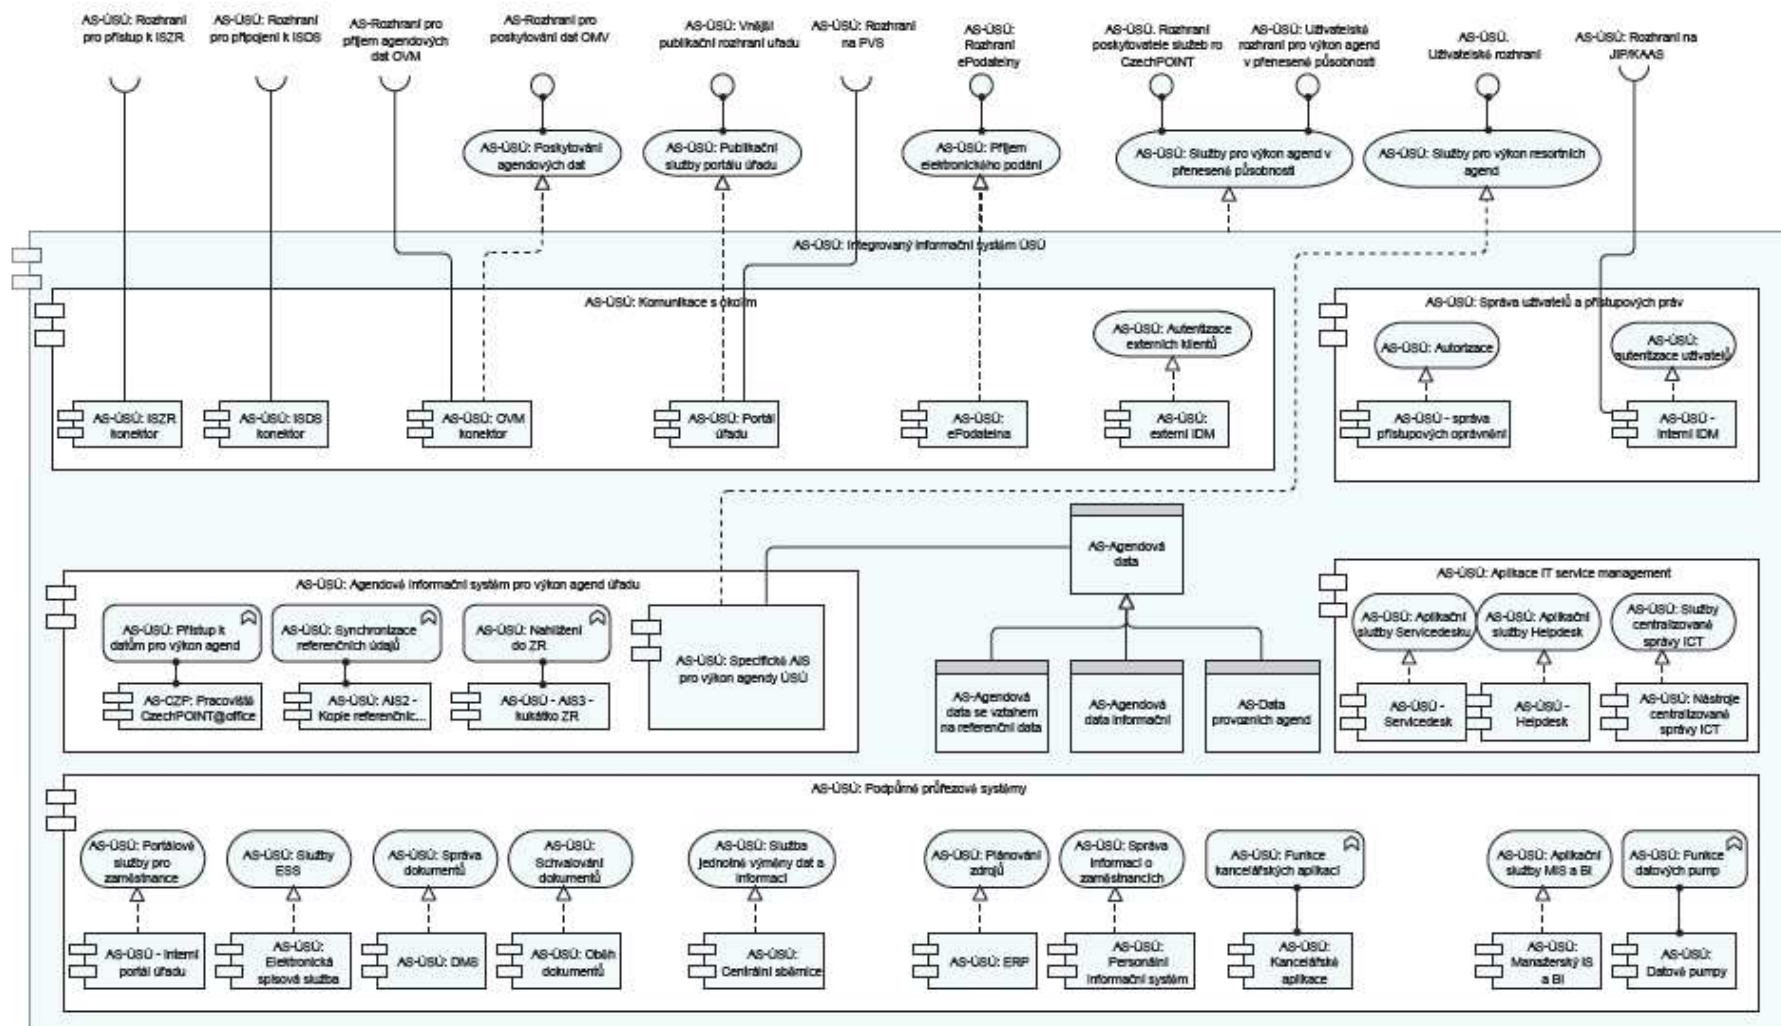 AS-ÚSÚ: Rozhraní
pro přístup k ISZR
AS-ÚSÚ: Rozhraní
pro připojení k ISDS
AS-Rozhraní pro
příjem agendových
dat OVM
AS-Rozhraní pro
poskytování dat OMV
AS-ÚSÚ: Vnější
publikační rozhraní úřadu
AS-ÚSÚ: Rozhraní
na PVS
AS-ÚSÚ:
Rozhraní
ePodatelny
AS-ÚSÚ: Rozhraní
poskytovatele služeb ro
CzechPOINT
AS-ÚSÚ: Uživatelské
rozhraní pro výkon agend
v přenesené působnosti
AS-ÚSÚ.
Uživatelské rozhraní
AS-ÚSÚ: Rozhraní na
JIP/KAAS
AS-ÚSÚ: Poskytování
agendových dat
AS-ÚSÚ: Publikační
služby portálu úřadu
AS-ÚSÚ: Příjem
elektronického podání
AS-ÚSÚ: Služby pro výkon agend v
přenesené působnosti
AS-ÚSÚ: Služby pro výkon resortních
agend
AS-ÚSÚ: Integrovaný informační systém ÚSÚ
AS-ÚSÚ: Komunikace s okolím
AS-ÚSÚ: Autentizace
externích klientů
AS-ÚSÚ: ISZR
konektor
AS-ÚSÚ: ISDS
konektor
AS-ÚSÚ: OVM
konektor
AS-ÚSÚ: Portál
úřadu
AS-ÚSÚ:
ePodatelna
AS-ÚSÚ:
externí IDM
AS-ÚSÚ: Správa uživatelů a přístupových práv
AS-ÚSÚ: Autorizace
AS-ÚSÚ:
autentizace uživatelů
AS-ÚSÚ - správa
přístupových oprávnění
AS-ÚSÚ -
Interní IDM
AS-Agendová
data
AS-Agendová
data se vztahem
na referenční data
AS-Agendová
data informační
AS-Data
provozních agend
AS-ÚSÚ: Agendové informační systém pro výkon agend úřadu
AS-ÚSÚ: Přístup k
datům pro výkon agend
AS-ÚSÚ: Synchronizace
referenčních údajů
AS-ÚSÚ: Nahlížení
do ZR
AS-CZP: Pracoviště
CzechPOINT@office
AS-ÚSÚ: AIS2 -
Kopie referenčníc...
AS-ÚSÚ - AIS3 -
kukátko ZR
AS-ÚSÚ: Specifické AIS
pro výkon agendy ÚSÚ
AS-ÚSÚ: Aplikace IT service management
AS-ÚSÚ: Aplikační
služby Servicedesku
AS-ÚSÚ: Aplikační
služby Helpdesk
AS-ÚSÚ: Služby
centralizované
správy ICT
AS-ÚSÚ -
Servicedesk
AS-ÚSÚ -
Helpdesk
AS-ÚSÚ: Nástroje
centralizované
správy ICT
AS-ÚSÚ: Podpůrné průřezové systémy
AS-ÚSÚ: Portálové
služby pro
zaměstnance
AS-ÚSÚ: Služby
ESS
AS-ÚSÚ: Správa
dokumentů
AS-ÚSÚ:
Schvalování
dokumentů
AS-ÚSÚ: Služba
jednotné výměny dat a
informací
AS-ÚSÚ: Plánování
zdrojů
AS-ÚSÚ: Správa
informací o
zaměstnancích
AS-ÚSÚ: Funkce
kancelářských aplikací
AS-ÚSÚ: Aplikační
služby MIS a BI
AS-ÚSÚ: Funkce
datových pump
AS-ÚSÚ - Interní
portál úřadu
AS-ÚSÚ:
Elektronická
spisová služba
AS-ÚSÚ: DMS
AS-ÚSÚ: Oběh
dokumentů
AS-ÚSÚ:
Centrální sběrnice
AS-ÚSÚ: ERP
AS-ÚSÚ:
Personální
informační systém
AS-ÚSÚ:
Kancelářské
aplikace
AS-ÚSÚ:
Manažerský IS
a BI
AS-ÚSÚ:
Datové pumpy